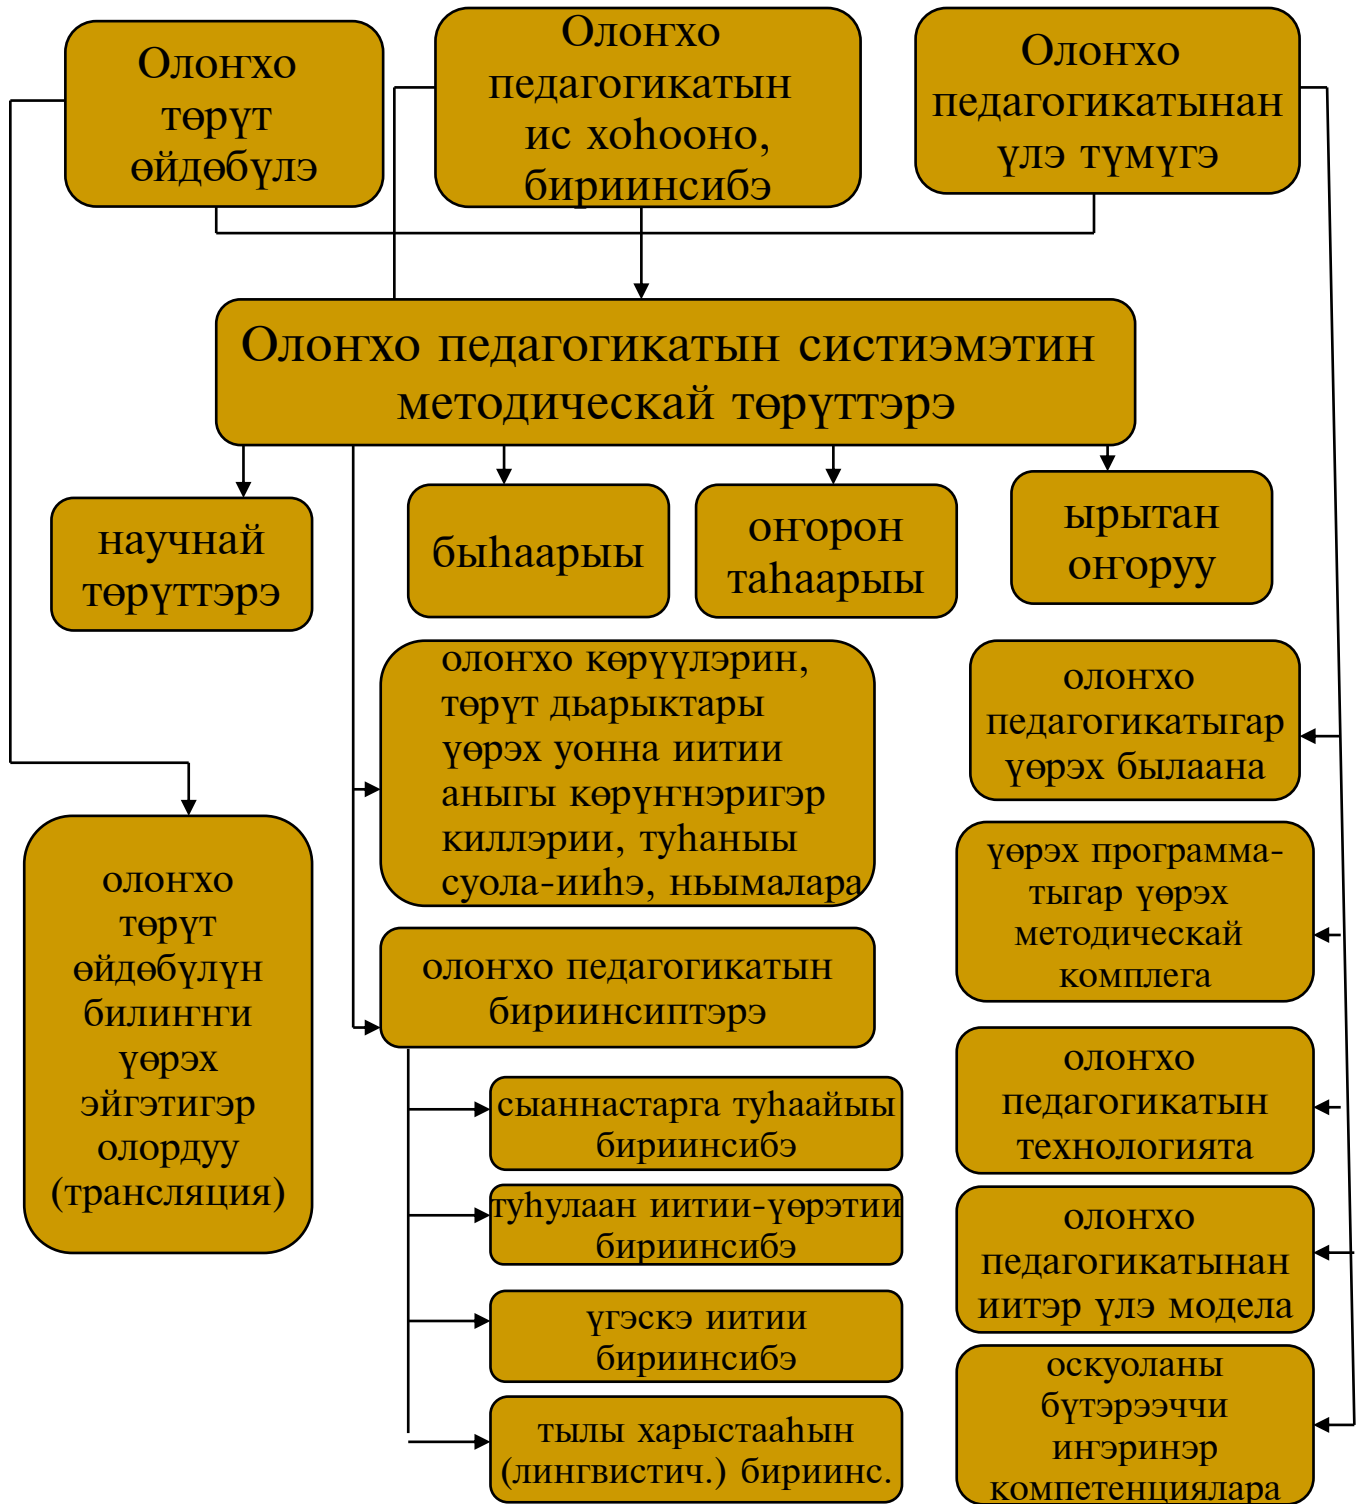 Олоҥхо
төрүт
өйдөбүлэ
Олоҥхо
педагогикатын
ис хоһооно,
бириинсибэ
Олоҥхо
педагогикатынан
үлэ түмүгэ
Олоҥхо педагогикатын систиэмэтин
методическай төрүттэрэ
научнай
төрүттэрэ
быһаарыы
оҥорон
таһаарыы
ырытан
оҥоруу
олоҥхо көрүүлэрин,
төрүт дьарыктары
үөрэх уонна иитии
аныгы көрүҥнэригэр
киллэрии, туһаныы
суола-ииһэ, ньымалара
олоҥхо педагогикатын
бириинсиптэрэ
сыаннастарга туһаайыы
бириинсибэ
туһулаан иитии-үөрэтии
бириинсибэ
үгэскэ иитии
бириинсибэ
тылы харыстааһын
(лингвистич.) бириинс.
олоҥхо
төрүт
өйдөбүлүн
билиҥҥи
үөрэх
эйгэтигэр
олордуу
(трансляция)
олоҥхо
педагогикатыгар
үөрэх былаана
үөрэх программа-
тыгар үөрэх
методическай
комплега
олоҥхо
педагогикатын
технологията
олоҥхо
педагогикатынан
иитэр үлэ модела
оскуоланы
бүтэрээччи
иҥэринэр
компетенциялара